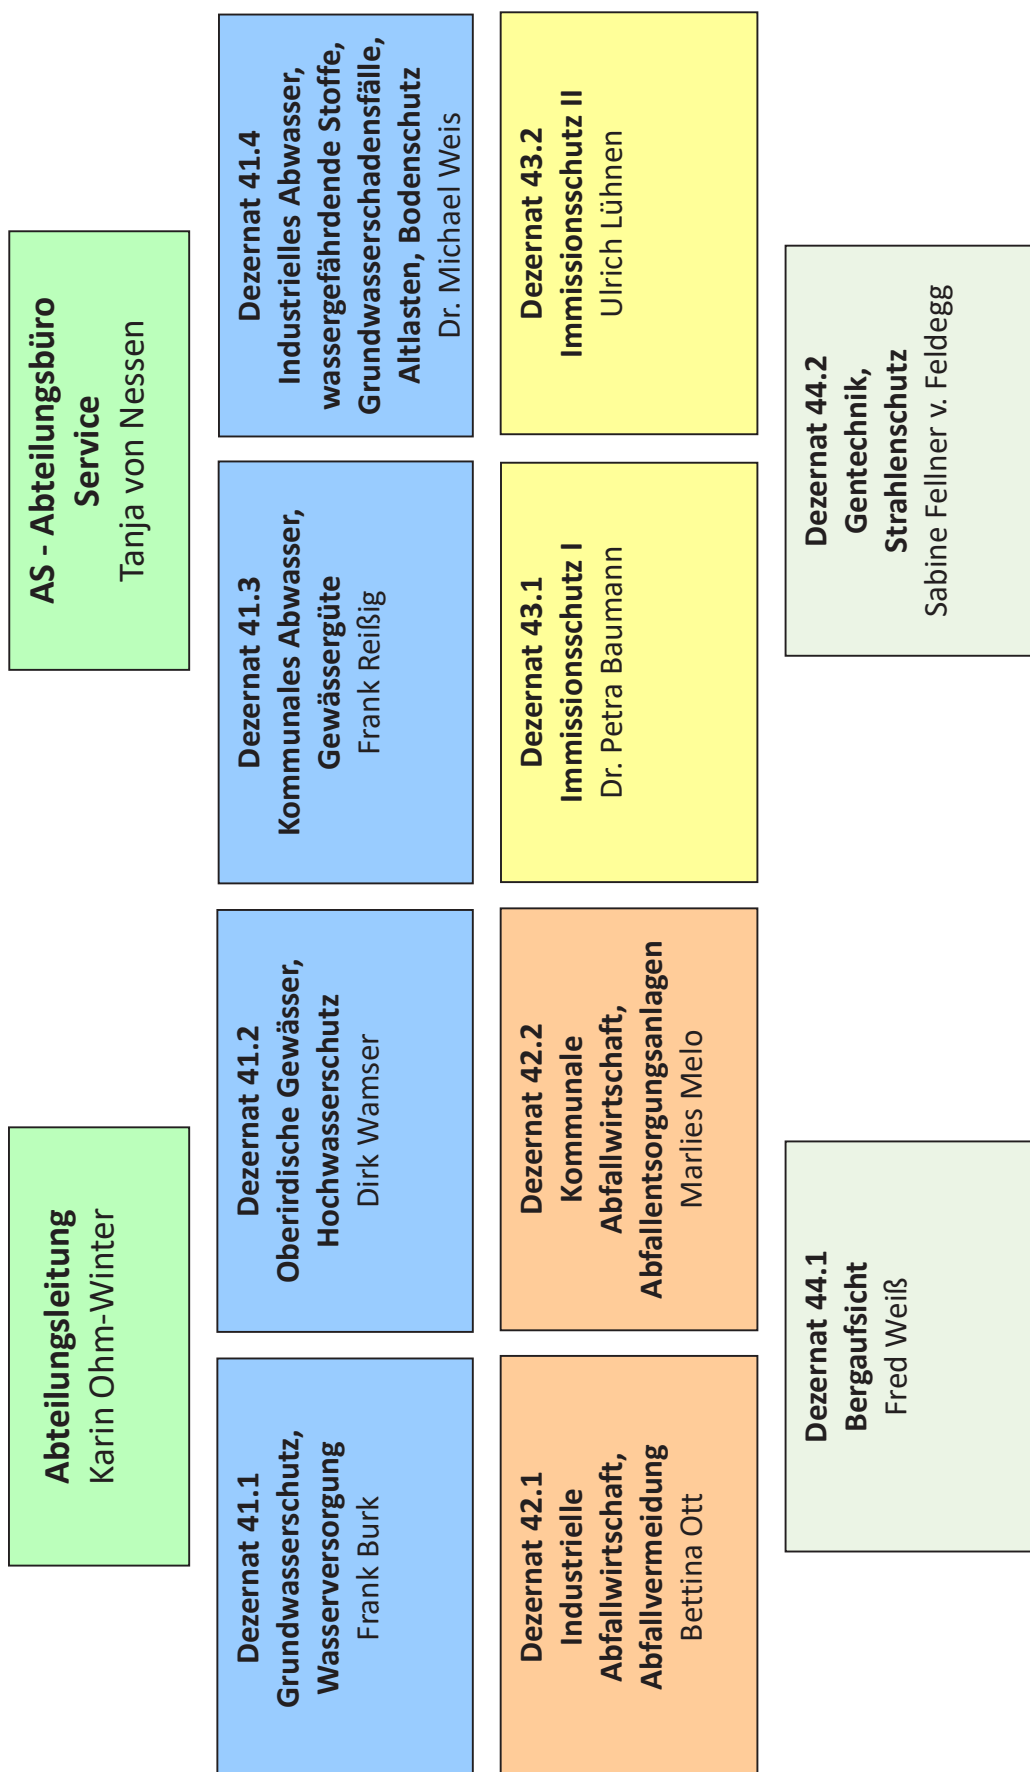 Abteilungsleitung
Karin Ohm-Winter
AS - Abteilungsbüro
Service
Tanja von Nessen
Dezernat 41.1
Grundwasserschutz,
Wasserversorgung
Frank Burk
Dezernat 41.2
Oberirdische Gewässer,
Hochwasserschutz
Dirk Wamser
Dezernat 41.3
Kommunales Abwasser,
Gewässergüte
Frank Reißig
Dezernat 41.4
Industrielles Abwasser,
wassergefährdende Stoffe,
Grundwasserschadensfälle,
Altlasten, Bodenschutz
Dr. Michael Weis
Dezernat 42.1
Industrielle
Abfallwirtschaft,
Abfallvermeidung
Bettina Ott
Dezernat 42.2
Kommunale
Abfallwirtschaft,
Abfallentsorgungsanlagen
Marlies Melo
Dezernat 43.1
Immissionsschutz I
Dr. Petra Baumann
Dezernat 43.2
Immissionsschutz II
Ulrich Lühnen
Dezernat 44.1
Bergaufsicht
Fred Weiß
Dezernat 44.2
Gentechnik,
Strahlenschutz
Sabine Fellner v. Feldegg